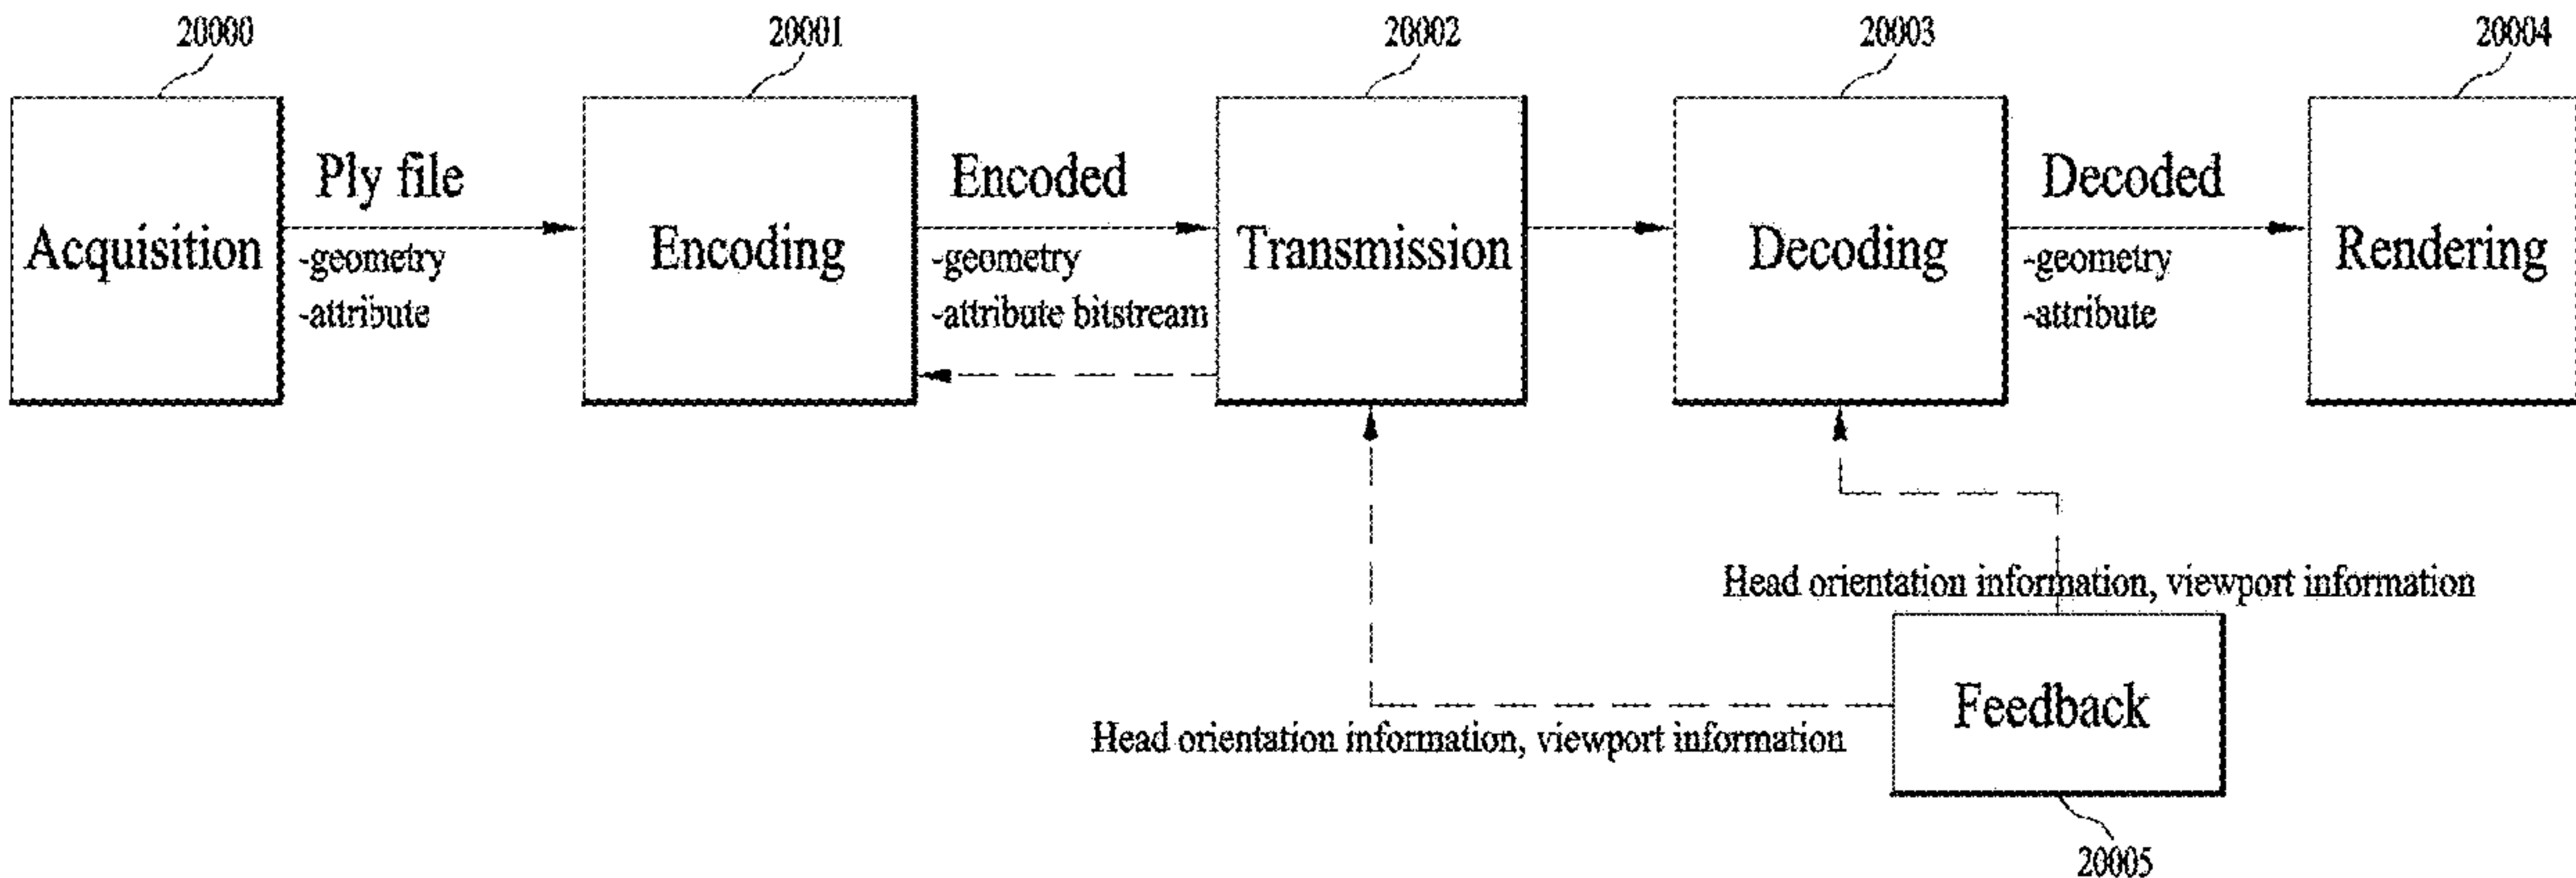 20000
20001
20002
20003
20004
Ply file
Encoded
Decoded
Acquisition
-geometry
-attribute
Encoding
-geometry
-attribute bitstream
Transmission
Decoding
-geometry
-attribute
Rendering
Head orientation information, viewport information
Feedback
Head orientation information, viewport information
20005